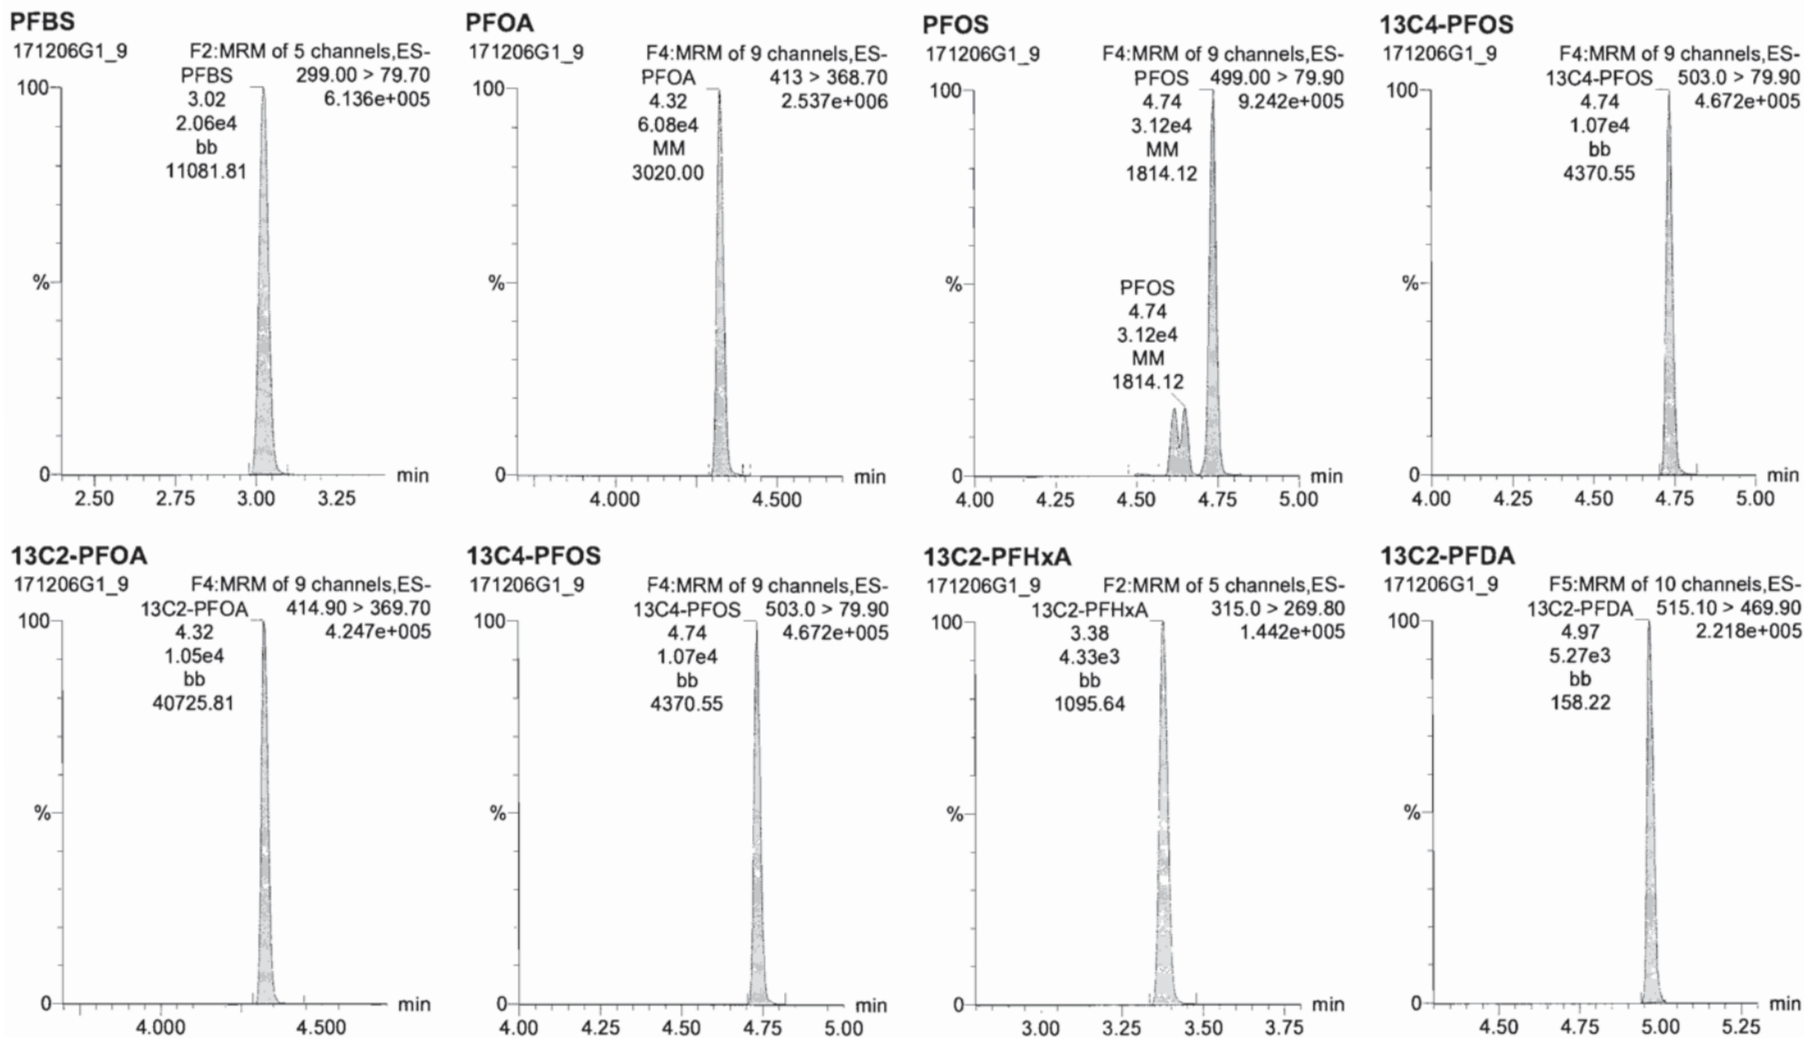 PFBS
171206G1_9 F2:MRM of 5 channels,ES-
PFBS 299.00 > 79.70
3.02 6.136e+005
2.06e4
bb
11081.81
100
%
0
min
2.50 2.75 3.00 3.25
PFOA
171206G1_9 F4:MRM of 9 channels,ES-
PFOA 413 > 368.70
4.32 2.537e+006
6.08e4
MM
3020.00
100
%
0
min
4.000 4.500
PFOS
171206G1_9 F4:MRM of 9 channels,ES-
PFOS 499.00 > 79.90
4.74 9.242e+005
3.12e4
MM
1814.12
PFOS
4.74
3.12e4
MM
1814.12
100
%
0
min
4.00 4.25 4.50 4.75 5.00
13C4-PFOS
171206G1_9 F4:MRM of 9 channels,ES-
13C4-PFOS 503.0 > 79.90
4.74 4.672e+005
1.07e4
bb
4370.55
100
%
0
min
4.00 4.25 4.50 4.75 5.00
13C2-PFOA
171206G1_9 F4:MRM of 9 channels,ES-
13C2-PFOA 414.90 > 369.70
4.32 4.247e+005
1.05e4
bb
40725.81
100
%
0
min
4.000 4.500
13C4-PFOS
171206G1_9 F4:MRM of 9 channels,ES-
13C4-PFOS 503.0 > 79.90
4.74 4.672e+005
1.07e4
bb
4370.55
100
%
0
min
4.00 4.25 4.50 4.75 5.00
13C2-PFHxA
171206G1_9 F2:MRM of 5 channels,ES-
13C2-PFHxA 315.0 > 269.80
3.38 1.442e+005
4.33e3
bb
1095.64
100
%
0
min
3.00 3.25 3.50 3.75
13C2-PFDA
171206G1_9 F5:MRM of 10 channels,ES-
13C2-PFDA 515.10 > 469.90
4.97 2.218e+005
5.27e3
bb
158.22
100
%
0
min
4.50 4.75 5.00 5.25